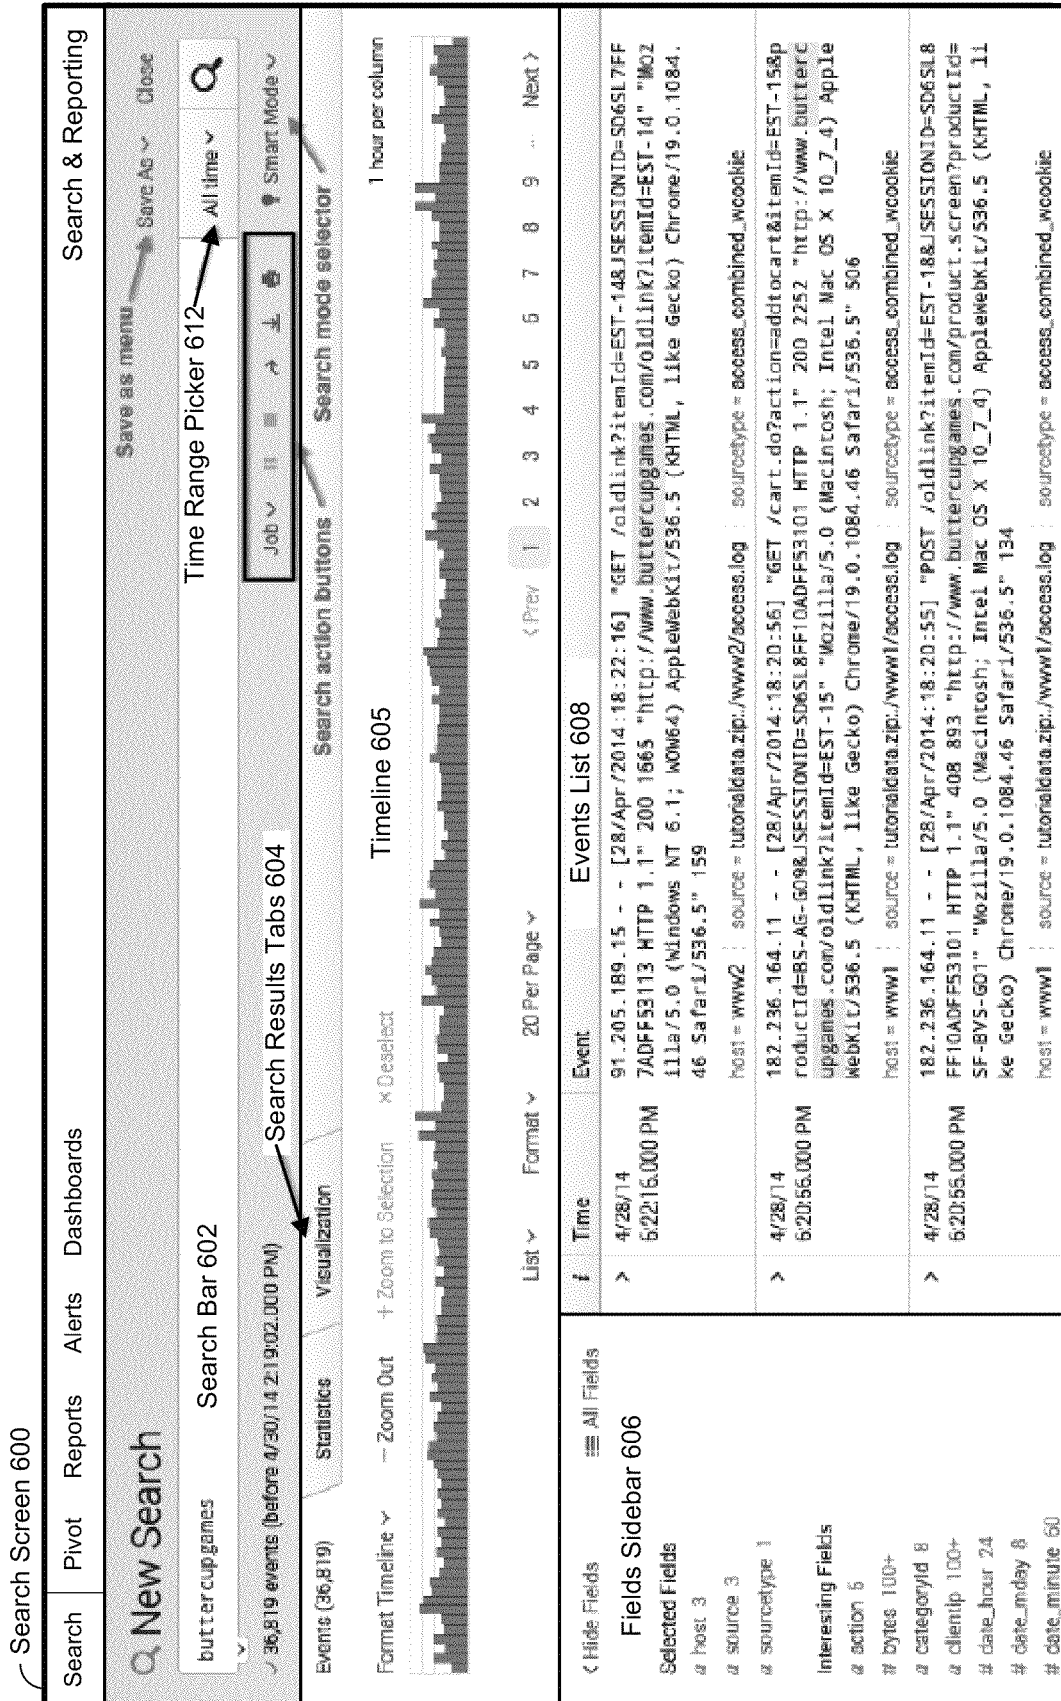 Search Screen 600
Search Pivot Reports Alerts Dashboards Search & Reporting
New Search
Save as menu
Save As Close
buttercupgames
Search Bar 602
Time Range Picker 612
All time
36,819 events (before 4/30/14 2:19:02.000 PM)
Search Results Tabs 604
Job
Smart Mode
Events (36,819) Statistics Visualization
Search action buttons
Search mode selector
Timeline 605
Format Timeline — Zoom Out + Zoom to Selection × Deselect
1 hour per column
List Format 20 Per Page
< Prev 1 2 3 4 5 6 7 8 9 ... Next >
< Hide Fields All Fields
Fields Sidebar 606
Selected Fields
a host 3
a source 3
a sourcetype 1
Interesting Fields
a action 5
# bytes 100+
a categoryId 8
a clientip 100+
# date_hour 24
# date_mday 8
# date_minute 60
Events List 608
i Time Event
> 4/28/14
6:22:16.000 PM
91.205.189.15 - - [28/Apr/2014:18:22:16] "GET /oldlink?itemId=EST-14&JSESSIONID=SD6SL7FF
7ADFF53113 HTTP 1.1" 200 1665 "http://www.buttercupgames.com/oldlink?itemId=EST-14" "Moz
illa/5.0 (Windows NT 6.1; WOW64) AppleWebKit/536.5 (KHTML, like Gecko) Chrome/19.0.1084.
46 Safari/536.5" 159
host = www2 source = tutorialdata.zip:./www2/access.log sourcetype = access_combined_wcookie
> 4/28/14
6:20:56.000 PM
182.236.164.11 - - [28/Apr/2014:18:20:56] "GET /cart.do?action=addtocart&itemId=EST-15&p
roductId=BS-AG-G09&JSESSIONID=SD6SL8FF10ADFF53101 HTTP 1.1" 200 2252 "http://www.butterc
upgames.com/oldlink?itemId=EST-15" "Mozilla/5.0 (Macintosh; Intel Mac OS X 10_7_4) Apple
WebKit/536.5 (KHTML, like Gecko) Chrome/19.0.1084.46 Safari/536.5" 506
host = www1 source = tutorialdata.zip:./www1/access.log sourcetype = access_combined_wcookie
> 4/28/14
6:20:55.000 PM
182.236.164.11 - - [28/Apr/2014:18:20:55] "POST /oldlink?itemId=EST-18&JSESSIONID=SD6SL8
FF10ADFF53101 HTTP 1.1" 408 893 "http://www.buttercupgames.com/product.screen?productId=
SF-BVS-G01" "Mozilla/5.0 (Macintosh; Intel Mac OS X 10_7_4) AppleWebKit/536.5 (KHTML, li
ke Gecko) Chrome/19.0.1084.46 Safari/536.5" 134
host = www1 source = tutorialdata.zip:./www1/access.log sourcetype = access_combined_wcookie